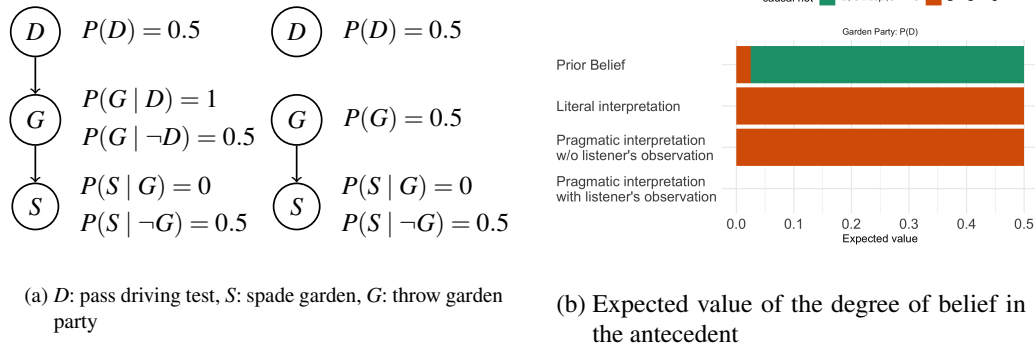 D P(D) = 0.5
D P(D) = 0.5
P(G | D) = 1
G
P(G | ¬D) = 0.5
G P(G) = 0.5
P(S | G) = 0
S
P(S | ¬G) = 0.5
P(S | G) = 0
S
P(S | ¬G) = 0.5
(a) D: pass driving test, S: spade garden, G: throw garden
party
Garden Party: P(D)
Prior Belief
Literal interpretation
Pragmatic interpretation
w/o listener's observation
Pragmatic interpretation
with listener's observation
0.0 0.1 0.2 0.3 0.4 0.5
Expected value
(b) Expected value of the degree of belief in
the antecedent